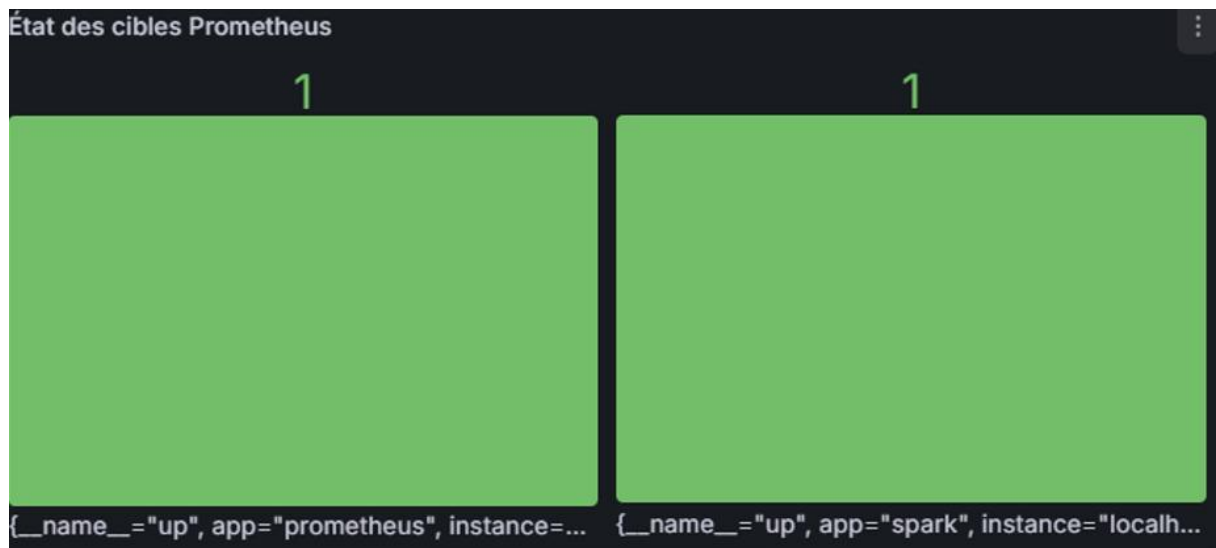 État des cibles Prometheus
1
1
{__name__="up", app="prometheus", instance=...
{__name__="up", app="spark", instance="localh...